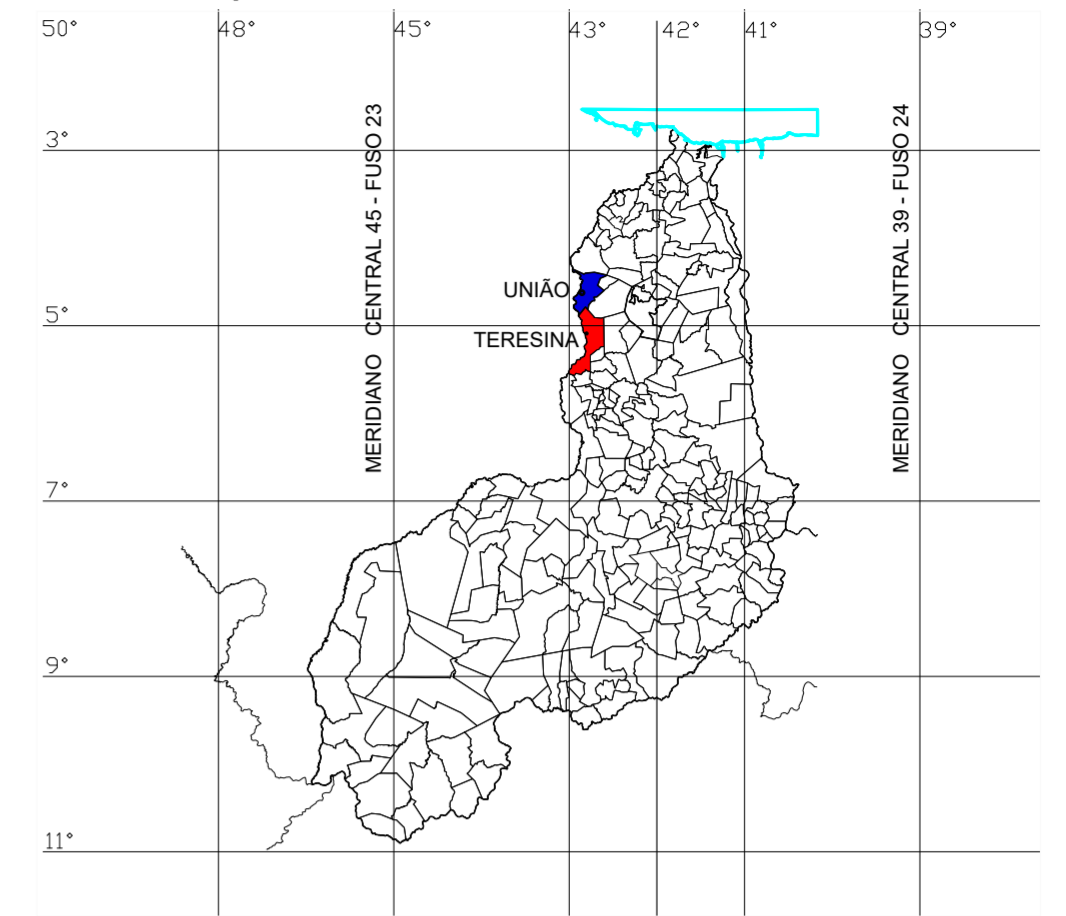 50° 48° 45° 43° 42° 41° 39°
MERIDIANO CENTRAL 45 - FUSO 23
MERIDIANO CENTRAL 39 - FUSO 24
3°
UNIÃO
5°
TERESINA
7°
9°
11°